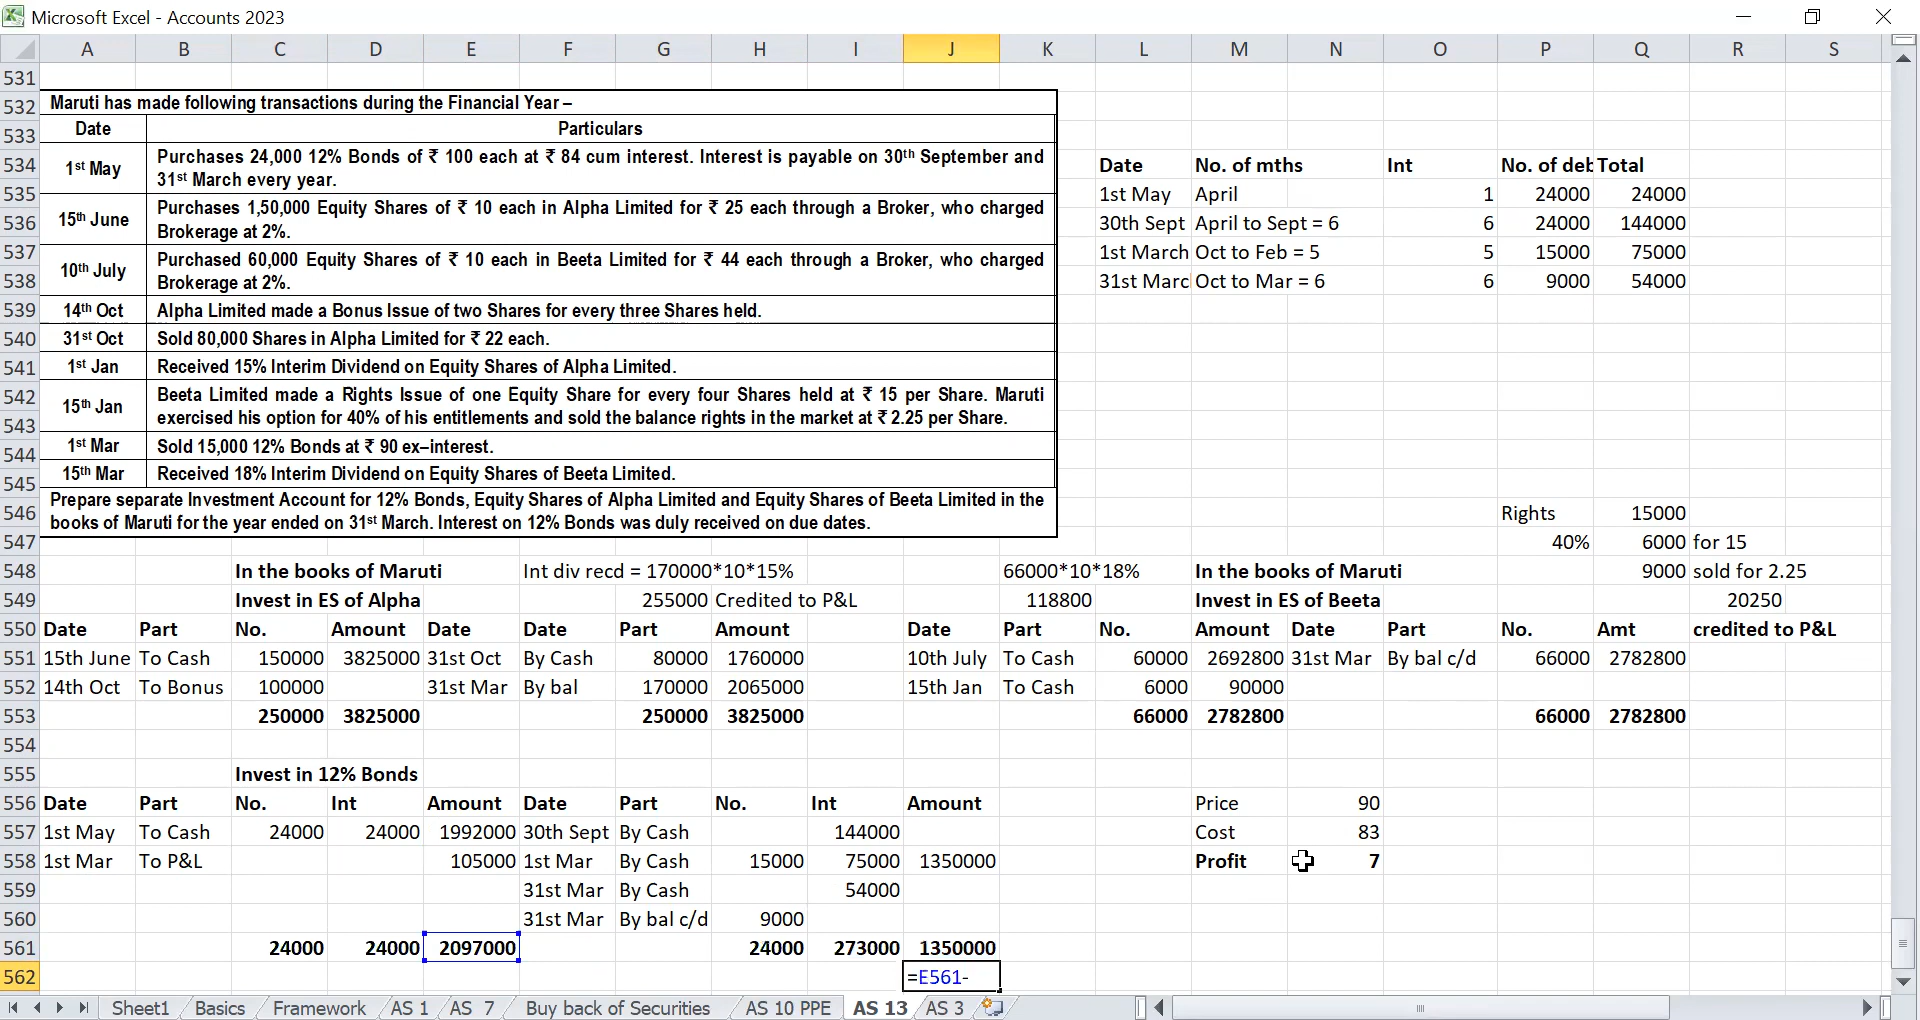 Microsoft Excel - Accounts 2023
A B C D E F G H I J K L M N O P Q R S
531
532 Maruti has made following transactions during the Financial Year –
533 Date Particulars
534 1st May Purchases 24,000 12% Bonds of ₹ 100 each at ₹ 84 cum interest. Interest is payable on 30th September and Date No. of mths Int No. of deb Total
535 31st March every year. 1st May April 1 24000 24000
536 15th June Purchases 1,50,000 Equity Shares of ₹ 10 each in Alpha Limited for ₹ 25 each through a Broker, who charged 30th Sept April to Sept = 6 6 24000 144000
Brokerage at 2%.
537 10th July Purchased 60,000 Equity Shares of ₹ 10 each in Beeta Limited for ₹ 44 each through a Broker, who charged 1st March Oct to Feb = 5 5 15000 75000
538 Brokerage at 2%. 31st Marc Oct to Mar = 6 6 9000 54000
539 14th Oct Alpha Limited made a Bonus Issue of two Shares for every three Shares held.
540 31st Oct Sold 80,000 Shares in Alpha Limited for ₹ 22 each.
541 1st Jan Received 15% Interim Dividend on Equity Shares of Alpha Limited.
542 15th Jan Beeta Limited made a Rights Issue of one Equity Share for every four Shares held at ₹ 15 per Share. Maruti
543 exercised his option for 40% of his entitlements and sold the balance rights in the market at ₹ 2.25 per Share.
544 1st Mar Sold 15,000 12% Bonds at ₹ 90 ex–interest.
545 15th Mar Received 18% Interim Dividend on Equity Shares of Beeta Limited.
546 Prepare separate Investment Account for 12% Bonds, Equity Shares of Alpha Limited and Equity Shares of Beeta Limited in the Rights 15000
books of Maruti for the year ended on 31st March. Interest on 12% Bonds was duly received on due dates.
547 40% 6000 for 15
548 In the books of Maruti Int div recd = 170000*10*15% 66000*10*18% In the books of Maruti 9000 sold for 2.25
549 Invest in ES of Alpha 255000 Credited to P&L 118800 Invest in ES of Beeta 20250
550 Date Part No. Amount Date Date Part Amount Date Part No. Amount Date Part No. Amt credited to P&L
551 15th June To Cash 150000 3825000 31st Oct By Cash 80000 1760000 10th July To Cash 60000 2692800 31st Mar By bal c/d 66000 2782800
552 14th Oct To Bonus 100000 31st Mar By bal 170000 2065000 15th Jan To Cash 6000 90000
553 250000 3825000 250000 3825000 66000 2782800 66000 2782800
554
555 Invest in 12% Bonds
556 Date Part No. Int Amount Date Part No. Int Amount Price 90
557 1st May To Cash 24000 24000 1992000 30th Sept By Cash 144000 Cost 83
558 1st Mar To P&L 105000 1st Mar By Cash 15000 75000 1350000 Profit 7
559 31st Mar By Cash 54000
560 31st Mar By bal c/d 9000
561 24000 24000 2097000 24000 273000 1350000
562 =E561-
Sheet1 Basics Framework AS 1 AS 7 Buy back of Securities AS 10 PPE AS 13 AS 3